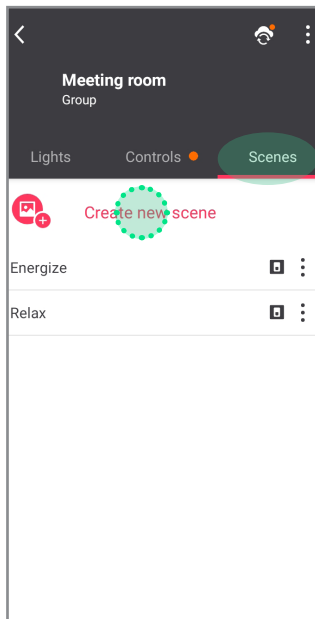 Meeting room
Group
Lights Controls Scenes
Create new scene
Energize
Relax